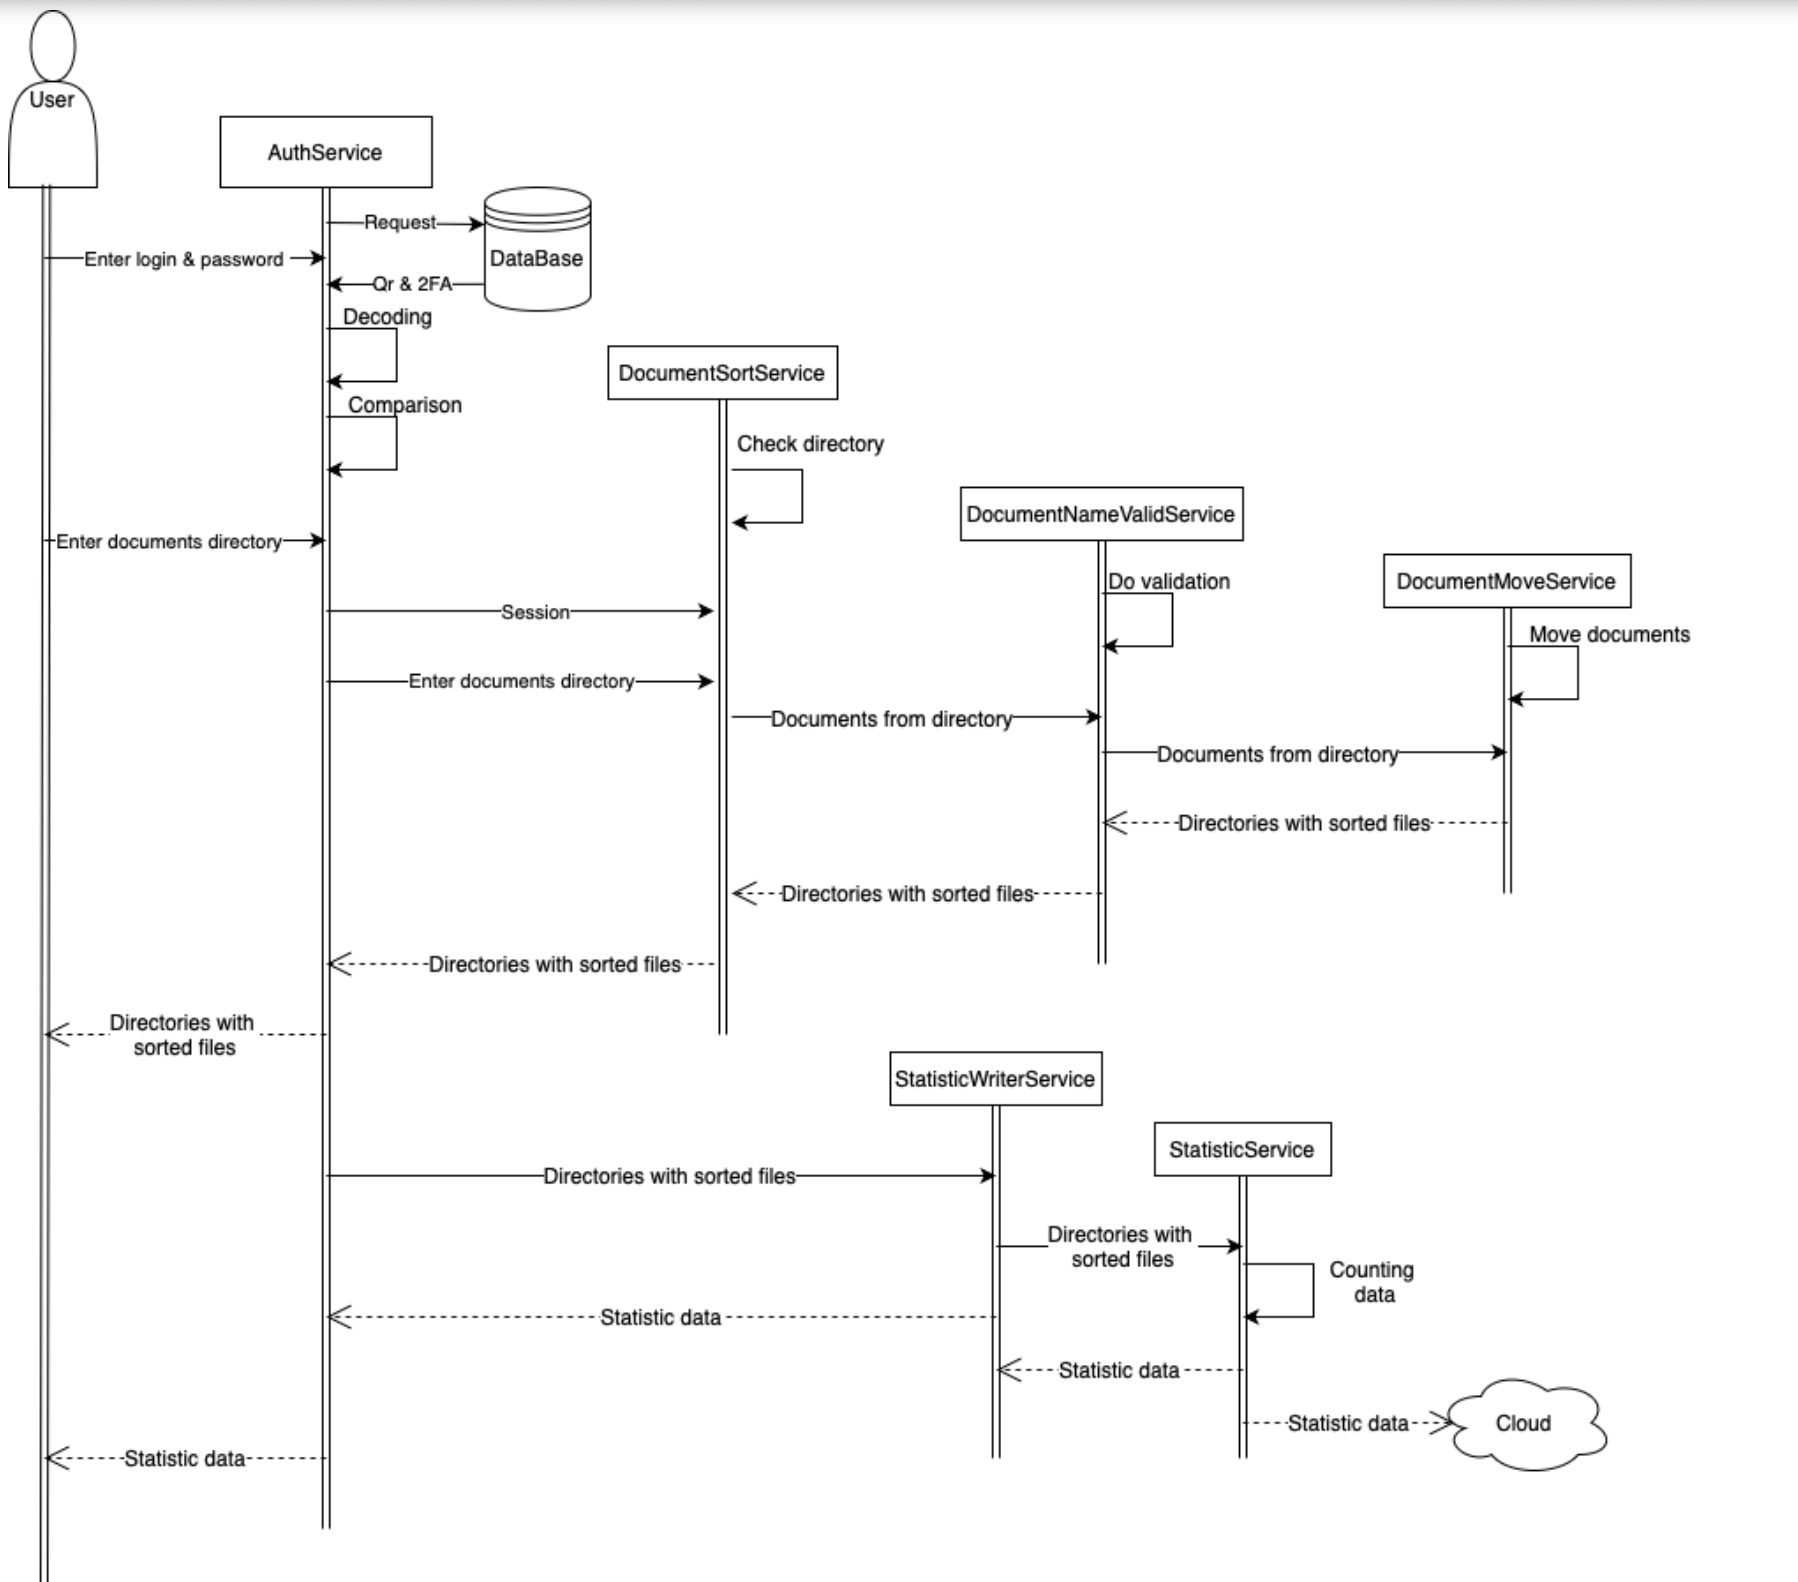 User
AuthService
Request
DataBase
Enter login & password
Qr & 2FA
Decoding
DocumentSortService
Comparison
Check directory
DocumentNameValidService
Enter documents directory
Do validation
DocumentMoveService
Session
Move documents
Enter documents directory
Documents from directory
Documents from directory
Directories with sorted files
Directories with sorted files
Directories with sorted files
Directories with
sorted files
StatisticWriterService
StatisticService
Directories with sorted files
Directories with
sorted files
Counting
data
Statistic data
Statistic data
Statistic data
Cloud
Statistic data